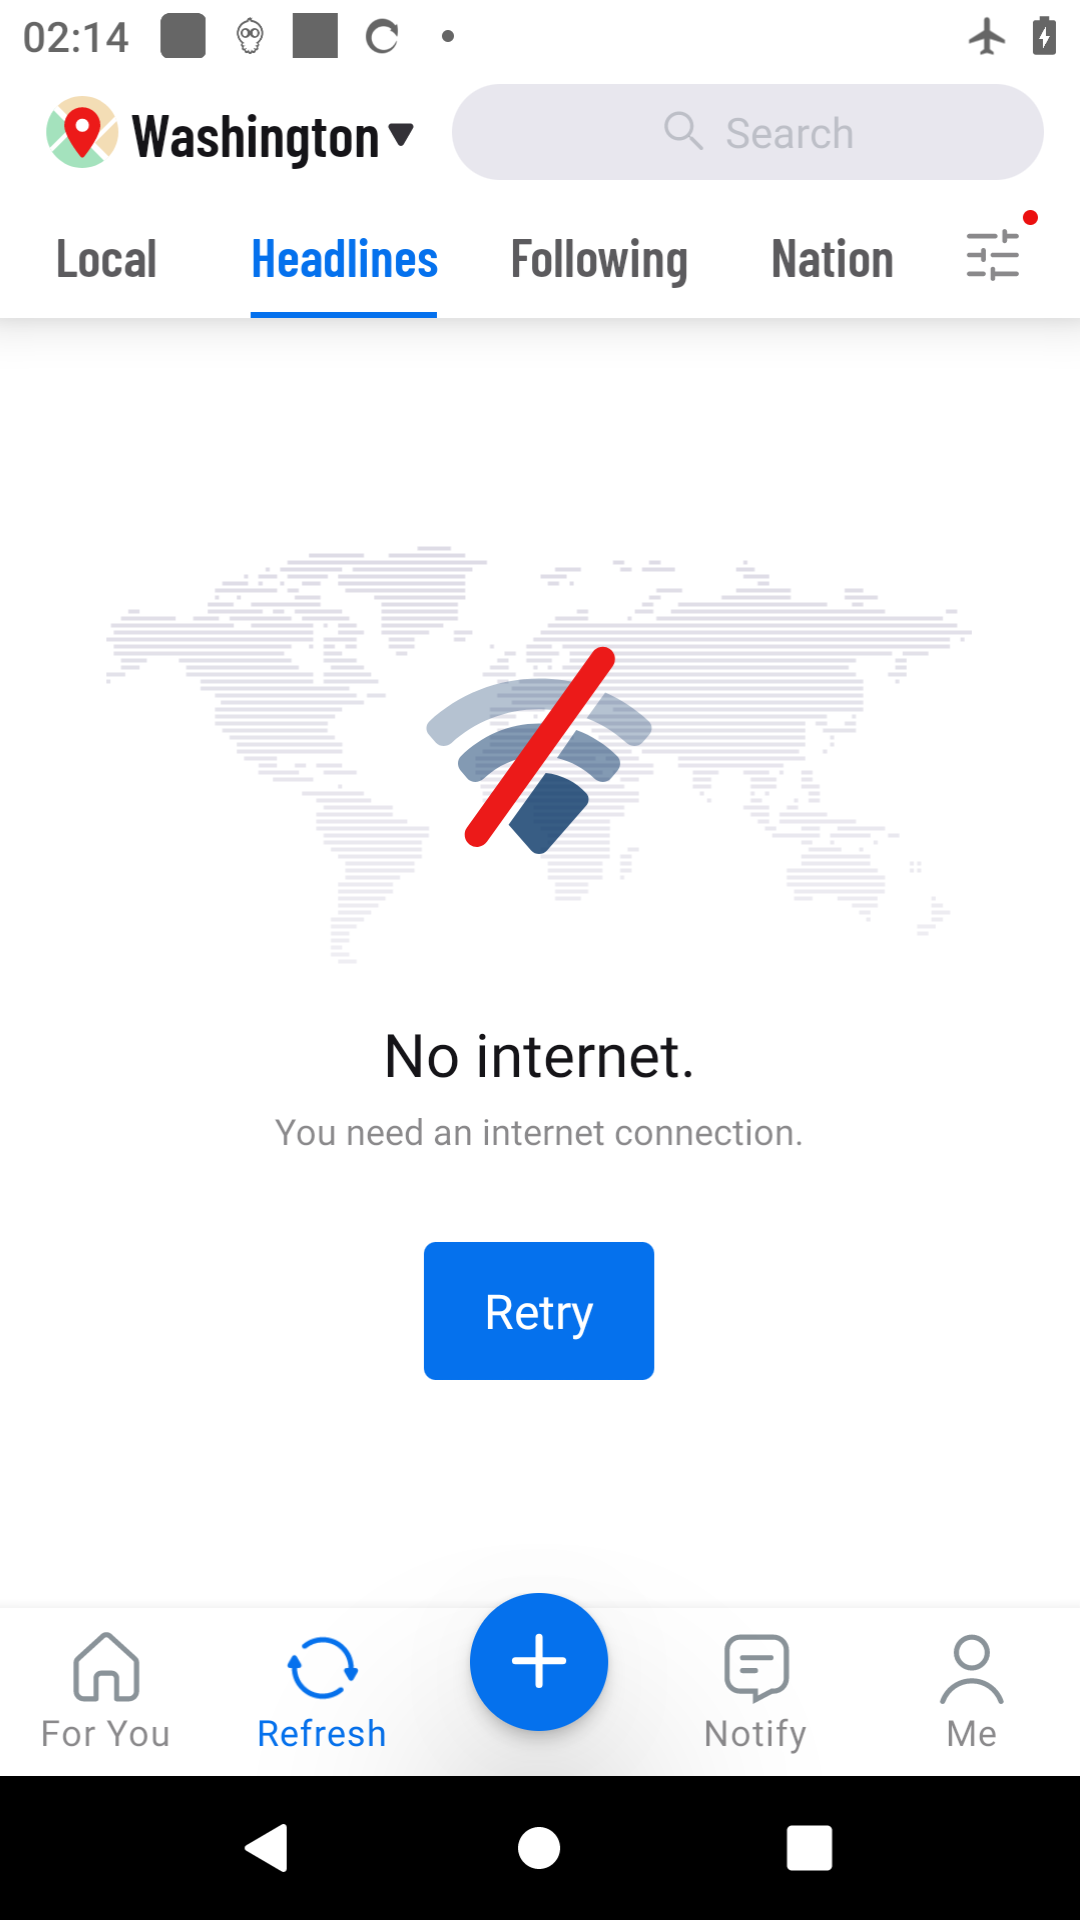 02:14
Washington
Search
Local Headlines Following Nation
No internet.
You need an internet connection.
Retry
For You Refresh Notify Me